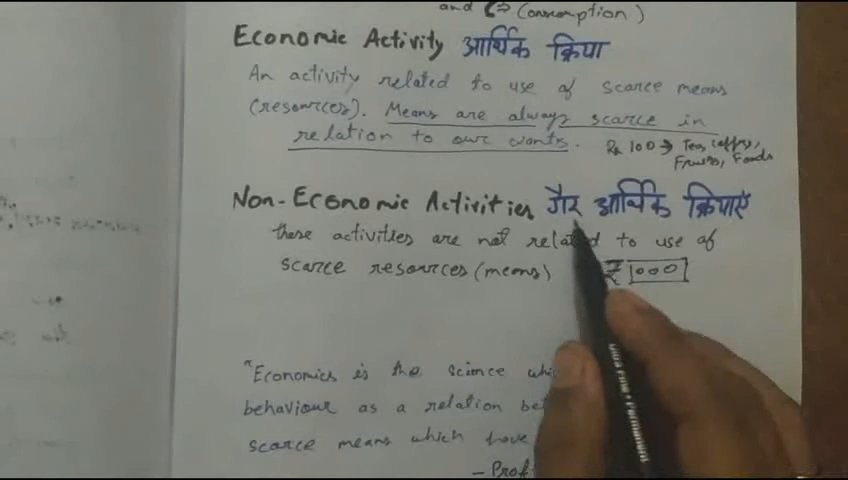 and C⇒ (Consumption)
Economic Activity आर्थिक क्रिया
An activity related to use of scarce means
(resources). Means are always scarce in
relation to our wants. Rs 100 → Tea, Coffee,
Fruits, Foods
Non-Economic Activities गैर आर्थिक क्रियाएँ
these activities are not related to use of
scarce resources (means) ₹ 1000
"Economics is the science
behaviour as a relation
scarce means which have
- Prof